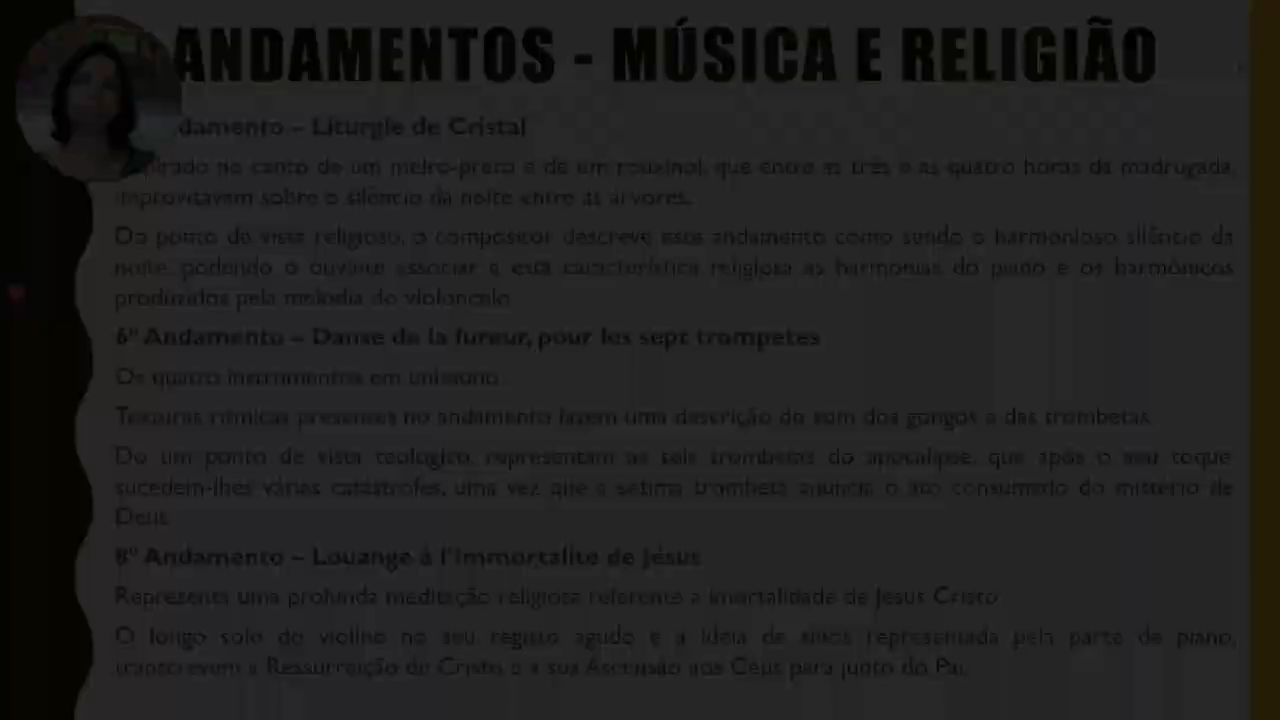 ANDAMENTOS - MÚSICA E RELIGIÃO
damento – Liturgie de Cristal
no canto de um melro-preto e de um rouxinol, que entre as três e as quatro horas da madrugada,
improvisavam sobre o silêncio da noite entre as árvores.
Do ponto de vista religioso, o compositor descreve este andamento como sendo o harmonioso silêncio da
noite, podendo o ouvinte associar a esta característica religiosa as harmonias do piano e os harmónicos
produzidos pela melodia do violoncelo.
6º Andamento – Danse de la fureur, pour les sept trompetes
Os quatro instrumentos em uníssono.
Texturas rítmicas presentes no andamento fazem uma descrição do som dos gongos e das trombetas.
De um ponto de vista teológico, representam as seis trombetas do apocalipse, que após o seu toque
sucedem-lhes várias catástrofes, uma vez que a sétima trombeta anuncia o ato consumado do mistério de
Deus.
8º Andamento – Louange à l'Immortalité de Jésus
Representa uma profunda meditação religiosa referente à imortalidade de Jesus Cristo.
O longo solo do violino no seu registo agudo e a ideia de sinos representada pela parte de piano,
transcrevem a Ressurreição de Cristo e a sua Ascensão aos Céus para junto do Pai.